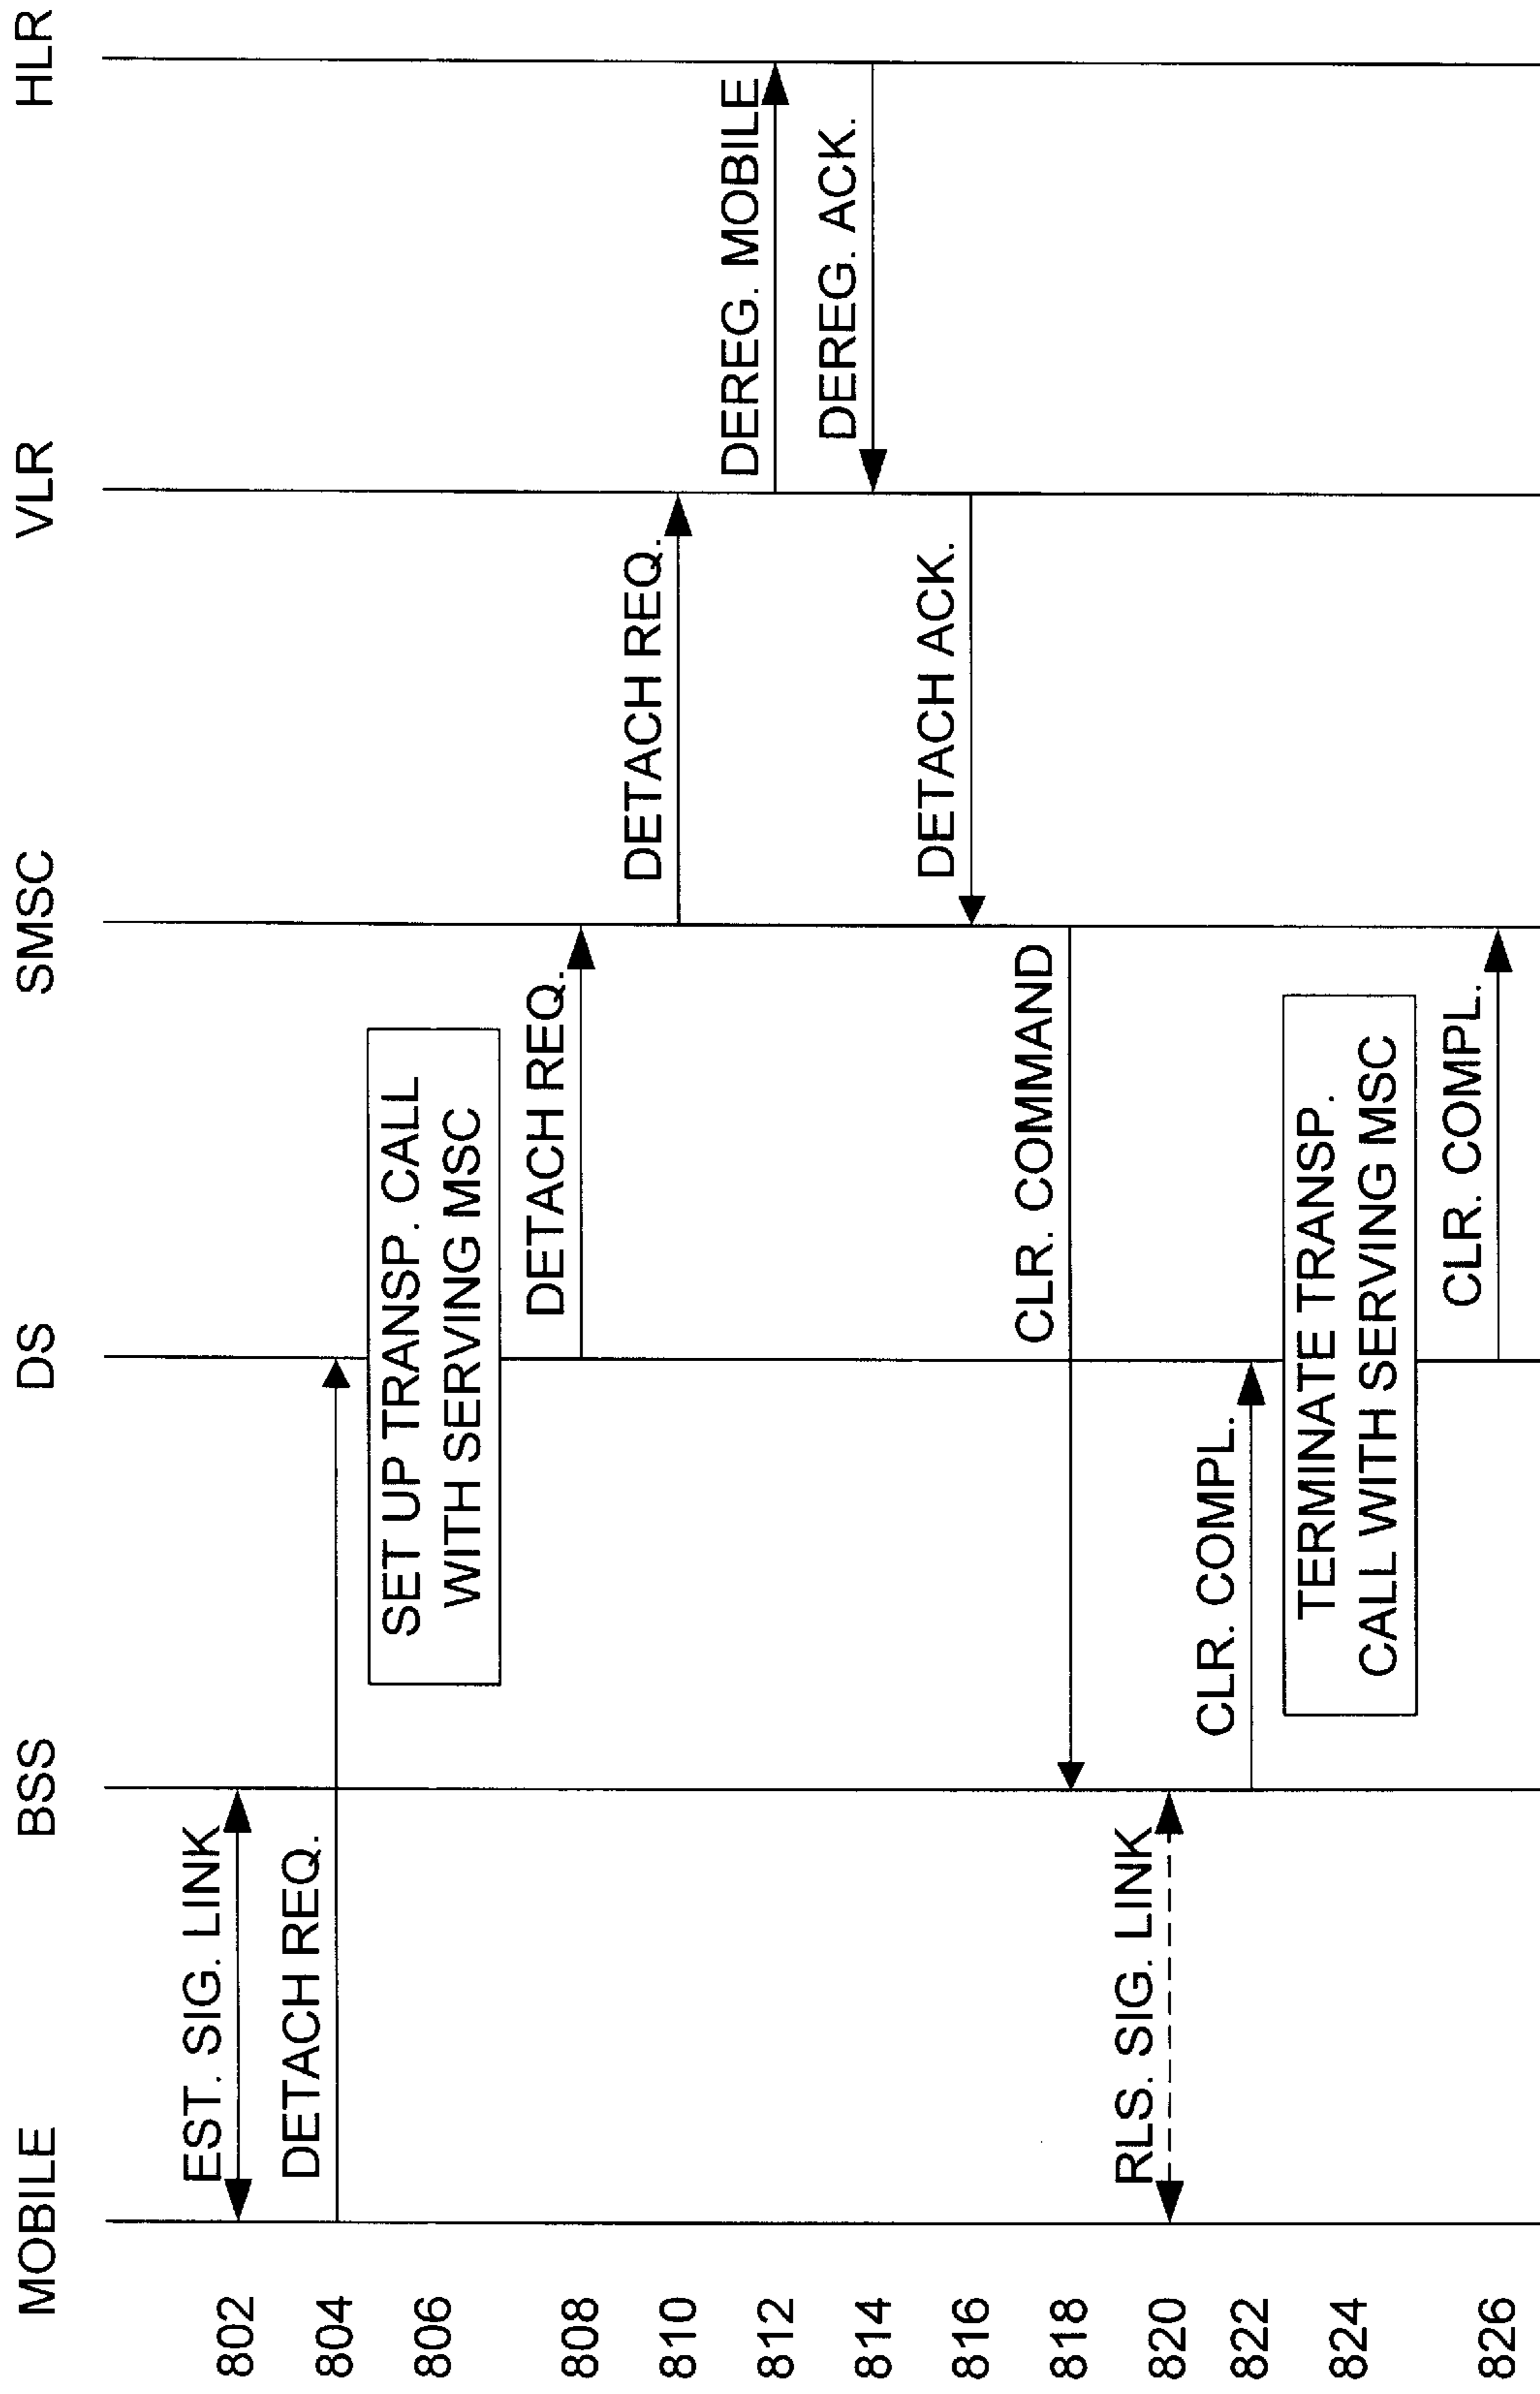 MOBILE
BSS
DS
SMSC
VLR
HLR
802
EST. SIG. LINK
804
DETACH REQ.
806
SET UP TRANSP. CALL
WITH SERVING MSC
808
DETACH REQ.
810
DETACH REQ.
812
DEREG. MOBILE
814
DEREG. ACK.
816
DETACH ACK.
818
CLR. COMMAND
820
RLS. SIG. LINK
822
CLR. COMPL.
824
TERMINATE TRANSP.
CALL WITH SERVING MSC
826
CLR. COMPL.